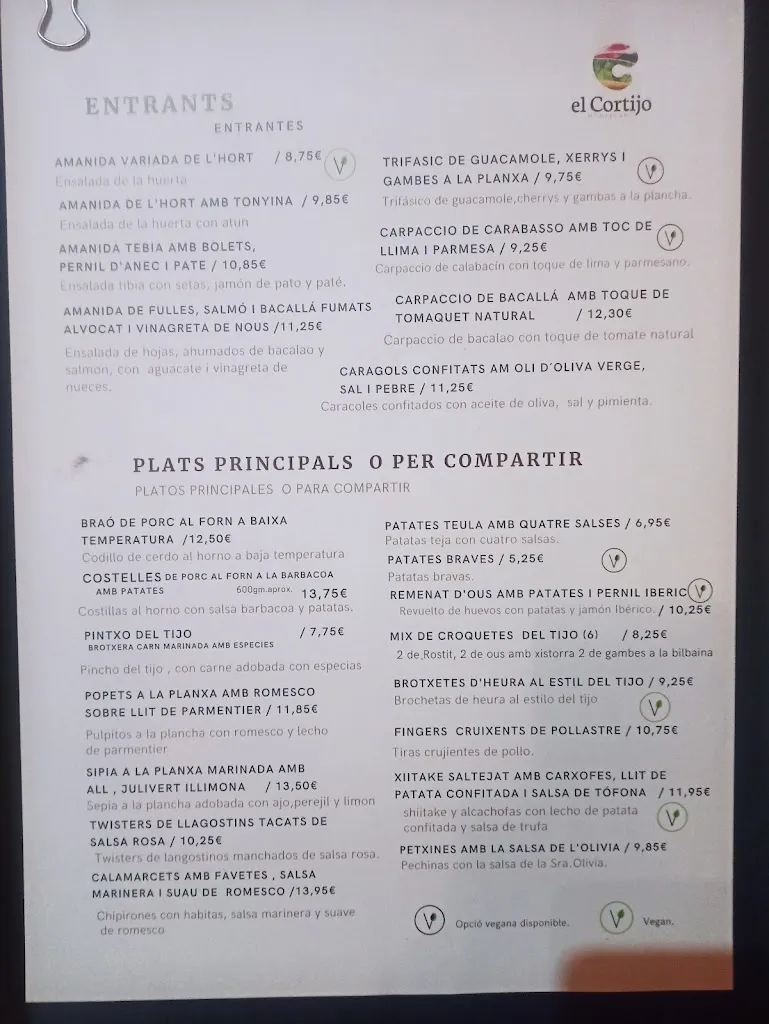 el Cortijo
ENTRANTS
ENTRANTES
AMANIDA VARIADA DE L'HORT / 8,75€
Ensalada de la huerta
AMANIDA DE L'HORT AMB TONYINA / 9,85€
Ensalada de la huerta con atun
AMANIDA TEBIA AMB BOLETS,
PERNIL D'ANEC I PATE / 10,85€
Ensalada tibia con setas, jamón de pato y paté.
AMANIDA DE FULLES, SALMÓ I BACALLÁ FUMATS
ALVOCAT I VINAGRETA DE NOUS /11,25€
Ensalada de hojas, ahumados de bacalao y
salmón, con aguacate i vinagreta de
nueces.
TRIFASIC DE GUACAMOLE, XERRYS I
GAMBES A LA PLANXA / 9,75€
Trifásico de guacamole,cherrys y gambas a la plancha.
CARPACCIO DE CARABASSO AMB TOC DE
LLIMA I PARMESA / 9,25€
Carpaccio de calabacín con toque de lima y parmesano.
CARPACCIO DE BACALLÁ AMB TOQUE DE
TOMAQUET NATURAL / 12,30€
Carpaccio de bacalao con toque de tomate natural
CARAGOLS CONFITATS AM OLI D´OLIVA VERGE,
SAL I PEBRE / 11,25€
Caracoles confitados con aceite de oliva, sal y pimienta.
PLATS PRINCIPALS O PER COMPARTIR
PLATOS PRINCIPALES O PARA COMPARTIR
BRAÓ DE PORC AL FORN A BAIXA
TEMPERATURA /12,50€
Codillo de cerdo al horno a baja temperatura
COSTELLES DE PORC AL FORN A LA BARBACOA
AMB PATATES 600gm.aprox. 13,75€
Costillas al horno con salsa barbacoa y patatas.
PINTXO DEL TIJO / 7,75€
BROTXERA CARN MARINADA AMB ESPECIES
Pincho del tijo , con carne adobada con especias
POPETS A LA PLANXA AMB ROMESCO
SOBRE LLIT DE PARMENTIER / 11,85€
Pulpitos a la plancha con romesco y lecho
de parmentier
SIPIA A LA PLANXA MARINADA AMB
ALL , JULIVERT ILLIMONA / 13,50€
Sepia a la plancha adobada con ajo,perejil y limon
TWISTERS DE LLAGOSTINS TACATS DE
SALSA ROSA / 10,25€
Twisters de langostinos manchados de salsa rosa.
CALAMARCETS AMB FAVETES , SALSA
MARINERA I SUAU DE ROMESCO /13,95€
Chipirones con habitas, salsa marinera y suave
de romesco
PATATES TEULA AMB QUATRE SALSES / 6,95€
Patatas teja con cuatro salsas.
PATATES BRAVES / 5,25€
Patatas bravas.
REMENAT D'OUS AMB PATATES I PERNIL IBERIC
Revuelto de huevos con patatas y jamón Ibérico. / 10,25€
MIX DE CROQUETES DEL TIJO (6) / 8,25€
2 de,Rostit, 2 de ous amb xistorra 2 de gambes a la bilbaina
BROTXETES D'HEURA AL ESTIL DEL TIJO / 9,25€
Brochetas de heura al estilo del tijo
FINGERS CRUIXENTS DE POLLASTRE / 10,75€
Tiras crujientes de pollo.
XIITAKE SALTEJAT AMB CARXOFES, LLIT DE
PATATA CONFITADA I SALSA DE TÓFONA / 11,95€
shiitake y alcachofas con lecho de patata
confitada y salsa de trufa
PETXINES AMB LA SALSA DE L'OLIVIA / 9,85€
Pechinas con la salsa de la Sra.Olivia.
Opció vegana disponible.
Vegan.